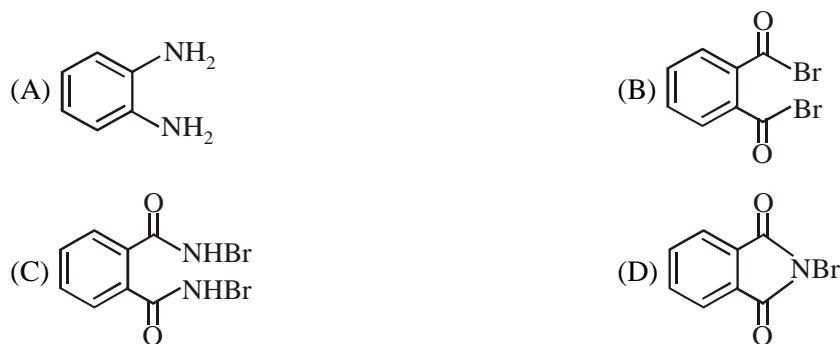 (A) NH2 NH2
(B) O Br Br O
(C) O NHBr NHBr O
(D) O NBr O